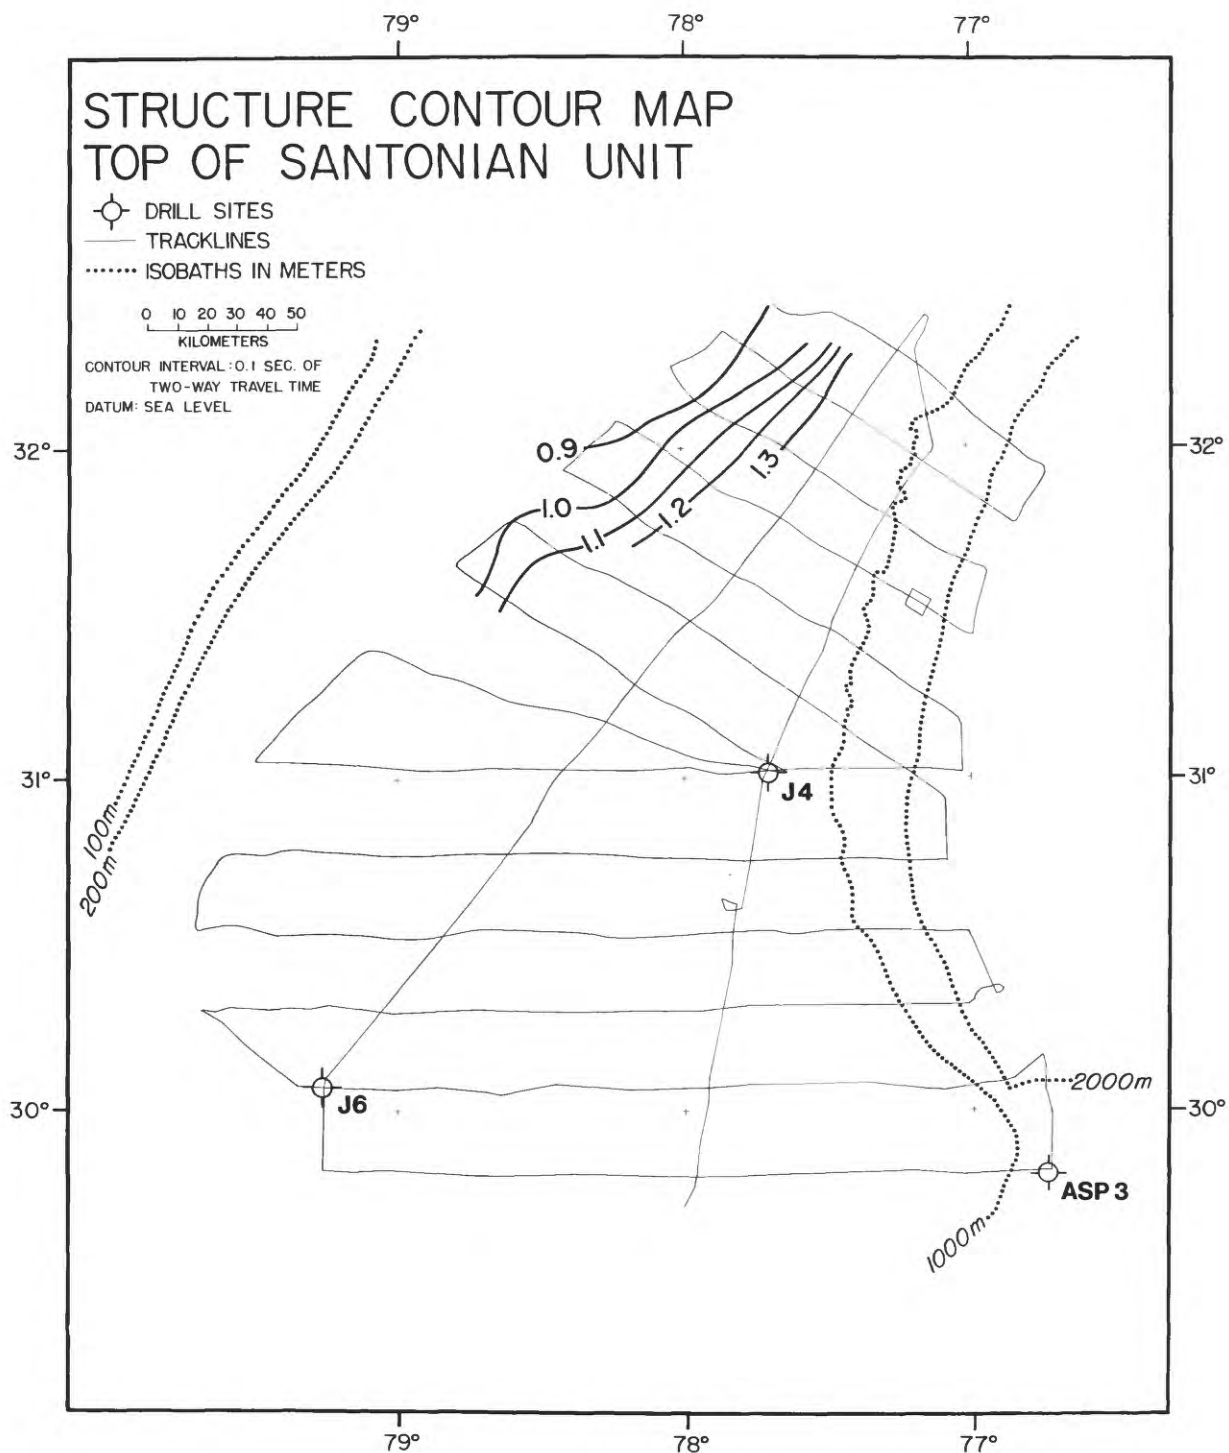 79°
78°
77°
STRUCTURE CONTOUR MAP
TOP OF SANTONIAN UNIT
DRILL SITES
TRACKLINES
ISOBATHS IN METERS
0 10 20 30 40 50
KILOMETERS
CONTOUR INTERVAL: 0.1 SEC. OF
TWO-WAY TRAVEL TIME
DATUM: SEA LEVEL
32°
0.9
1.3
32°
1.0
1.1
1.2
31°
J4
31°
100m
200m
30°
J6
2000m
30°
ASP 3
1000m
79°
78°
77°